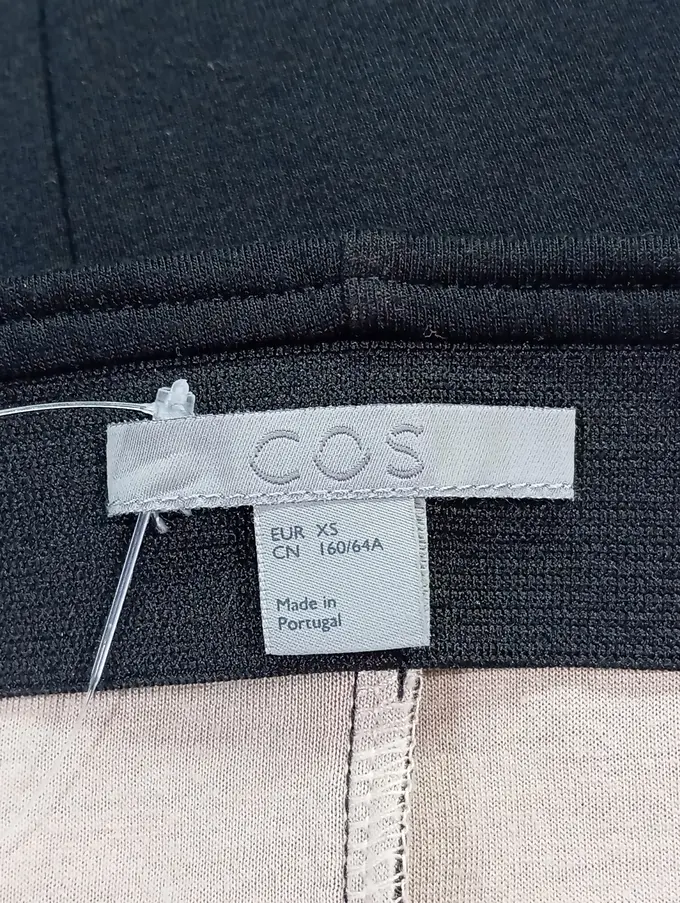 COS
EUR XS
CN 160/64A
Made in
Portugal